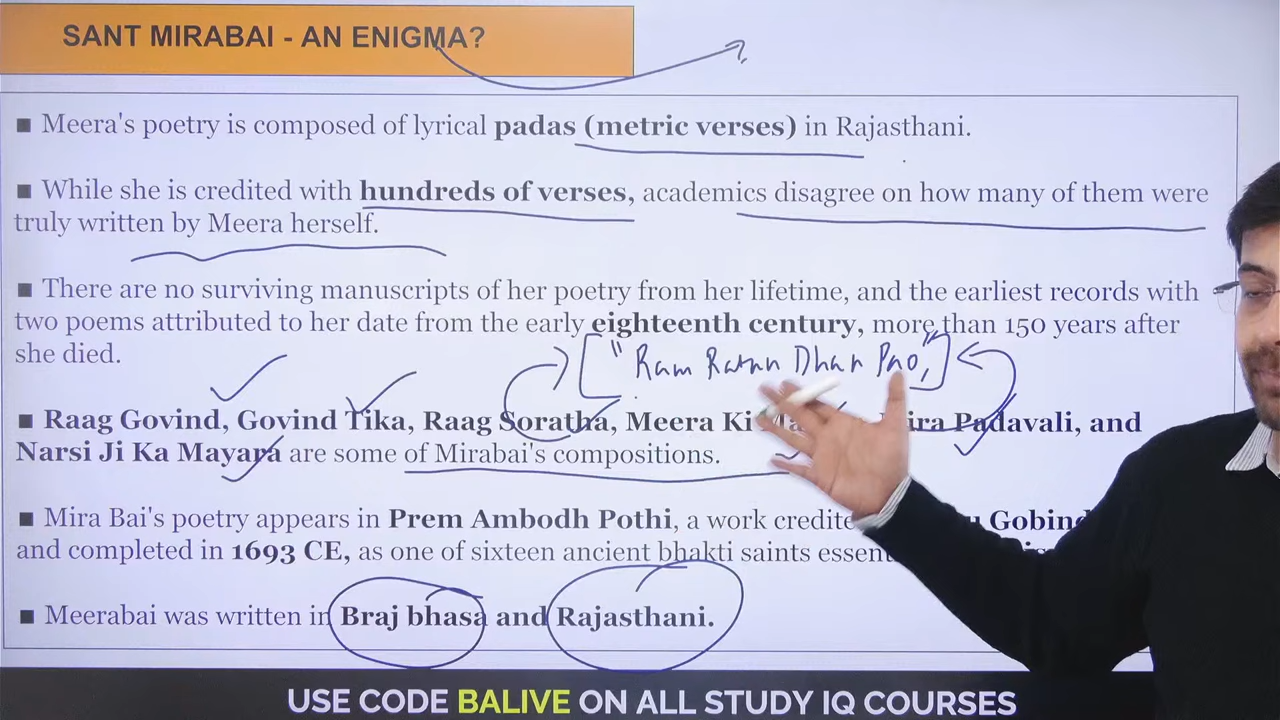 SANT MIRABAI - AN ENIGMA?
?
■ Meera's poetry is composed of lyrical padas (metric verses) in Rajasthani.
■ While she is credited with hundreds of verses, academics disagree on how many of them were
truly written by Meera herself.
■ There are no surviving manuscripts of her poetry from her lifetime, and the earliest records with
two poems attributed to her date from the early eighteenth century, more than 150 years after
she died.
["Ram Ratan Dhan Pao,"]
■ Raag Govind, Govind Tika, Raag Soratha, Meera Ki Padavali, and
Narsi Ji Ka Mayara are some of Mirabai's compositions.
■ Mira Bai's poetry appears in Prem Ambodh Pothi, a work Gobind
and completed in 1693 CE, as one of sixteen ancient bhakti saints
■ Meerabai was written in Braj bhasa and Rajasthani.
USE CODE BALIVE ON ALL STUDY IQ COURSES